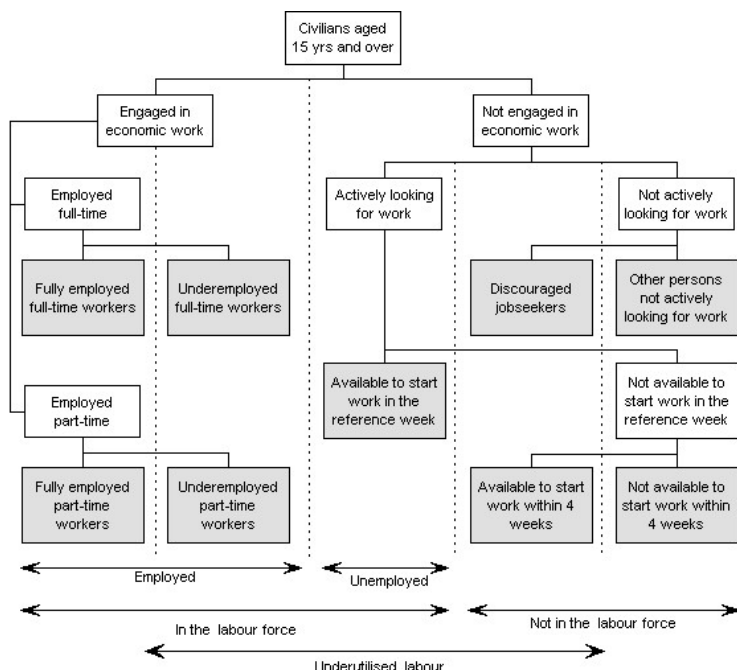 Civilians aged
15 yrs and over
Engaged in
economic work
Not engaged in
economic work
Employed
full-time
Actively looking
for work
Not actively
looking for work
Fully employed
full-time workers
Underemployed
full-time workers
Discouraged
jobseekers
Other persons
not actively
looking for work
Employed
part-time
Available to start
work in the
reference week
Not available to
start work in the
reference week
Fully employed
part-time
workers
Underemployed
part-time
workers
Available to start
work within 4
weeks
Not available to
start work within
4 weeks
Employed
Unemployed
In the labour force
Not in the labour force
Underutilised labour